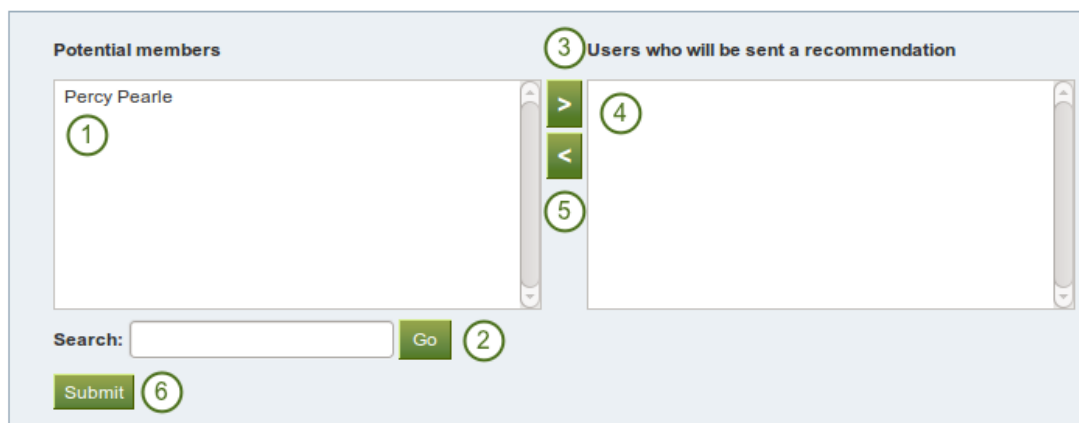 Potential members
3
Users who will be sent a recommendation
Percy Pearle
1
>
4
<
5
Search:
Go
2
Submit
6